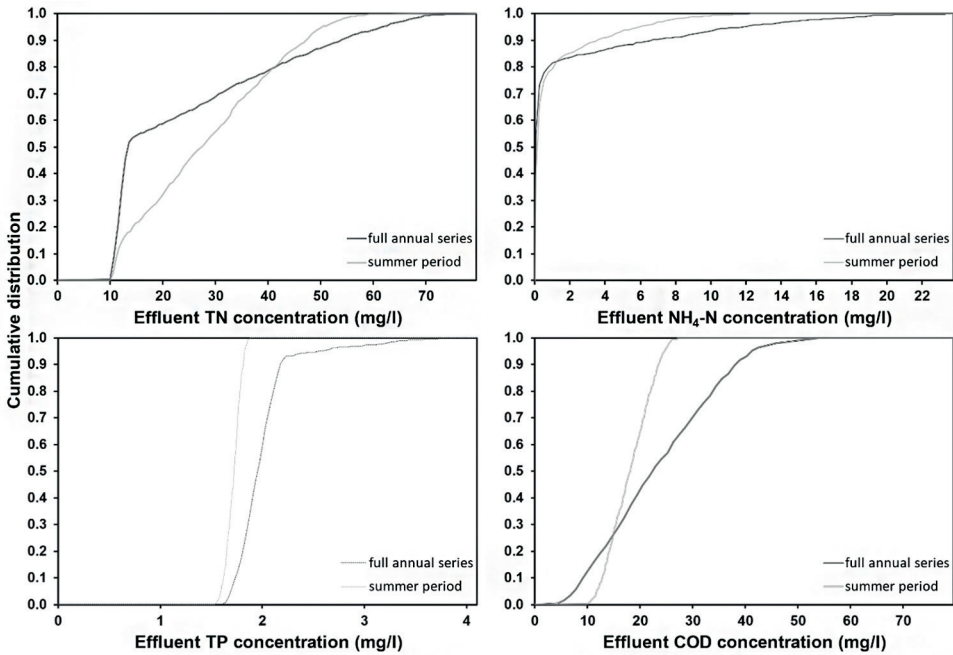 Cumulative distribution
1.0
0.9
0.8
0.7
0.6
0.5
0.4
0.3
0.2
0.1
0.0
full annual series
summer period
0 10 20 30 40 50 60 70 80
Effluent TN concentration (mg/l)
1.0
0.9
0.8
0.7
0.6
0.5
0.4
0.3
0.2
0.1
0.0
full annual series
summer period
0 2 4 6 8 10 12 14 16 18 20 22
Effluent NH₄-N concentration (mg/l)
1.0
0.9
0.8
0.7
0.6
0.5
0.4
0.3
0.2
0.1
0.0
full annual series
summer period
0 1 2 3 4
Effluent TP concentration (mg/l)
1.0
0.9
0.8
0.7
0.6
0.5
0.4
0.3
0.2
0.1
0.0
full annual series
summer period
0 10 20 30 40 50 60 70
Effluent COD concentration (mg/l)